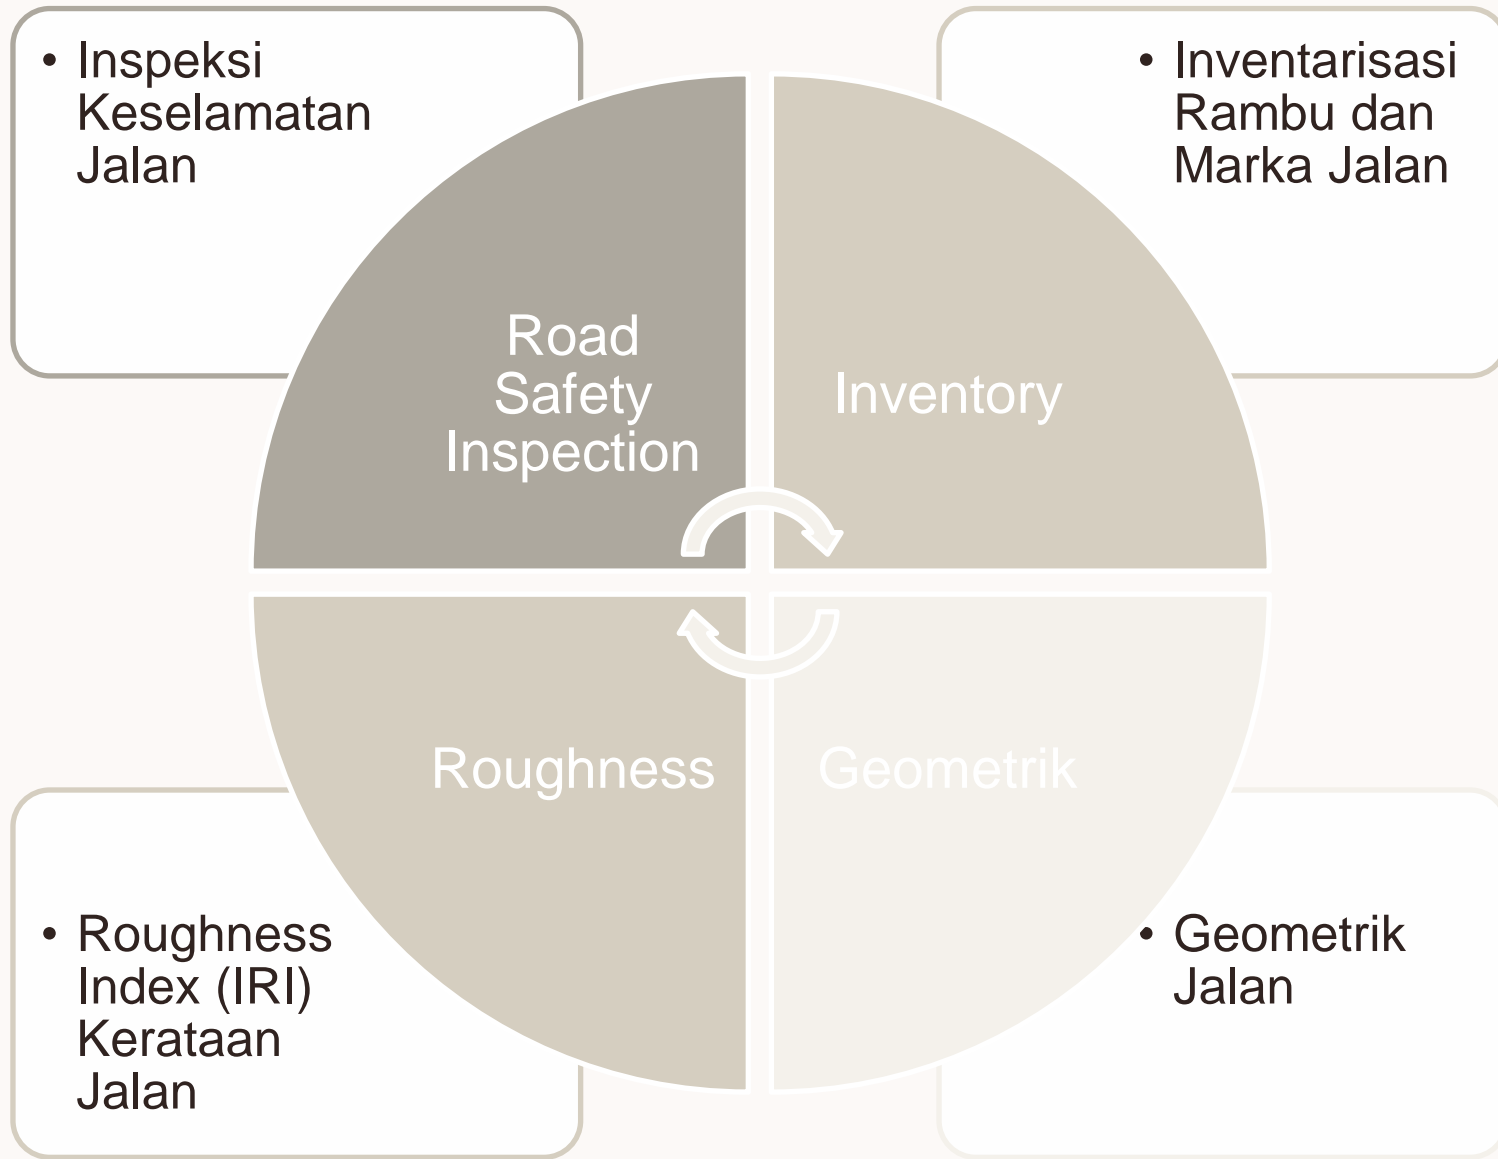 • Inspeksi
Keselamatan
Jalan
• Inventarisasi
Rambu dan
Marka Jalan
Road
Safety
Inspection
Inventory
Roughness
Geometrik
• Roughness
Index (IRI)
Kerataan
Jalan
• Geometrik
Jalan